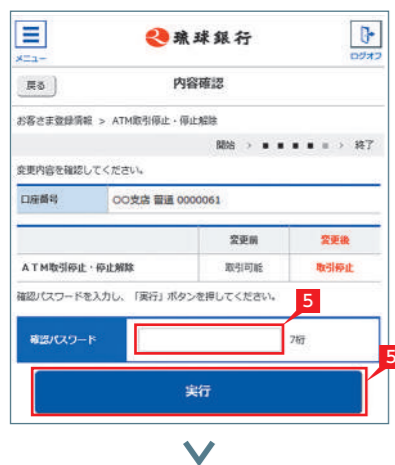 琉球銀行
メニュー
ログオフ
戻る
内容確認
お客さま登録情報 > ATM取引停止・停止解除
開始 > ■ ■ ■ ■ ■ > 終了
変更内容を確認してください。
口座番号 〇〇支店 普通 0000061
変更前 変更後
ATM取引停止・停止解除 取引可能 取引停止
確認パスワードを入力し、「実行」ボタンを押してください。
5
確認パスワード 7桁
5
実行